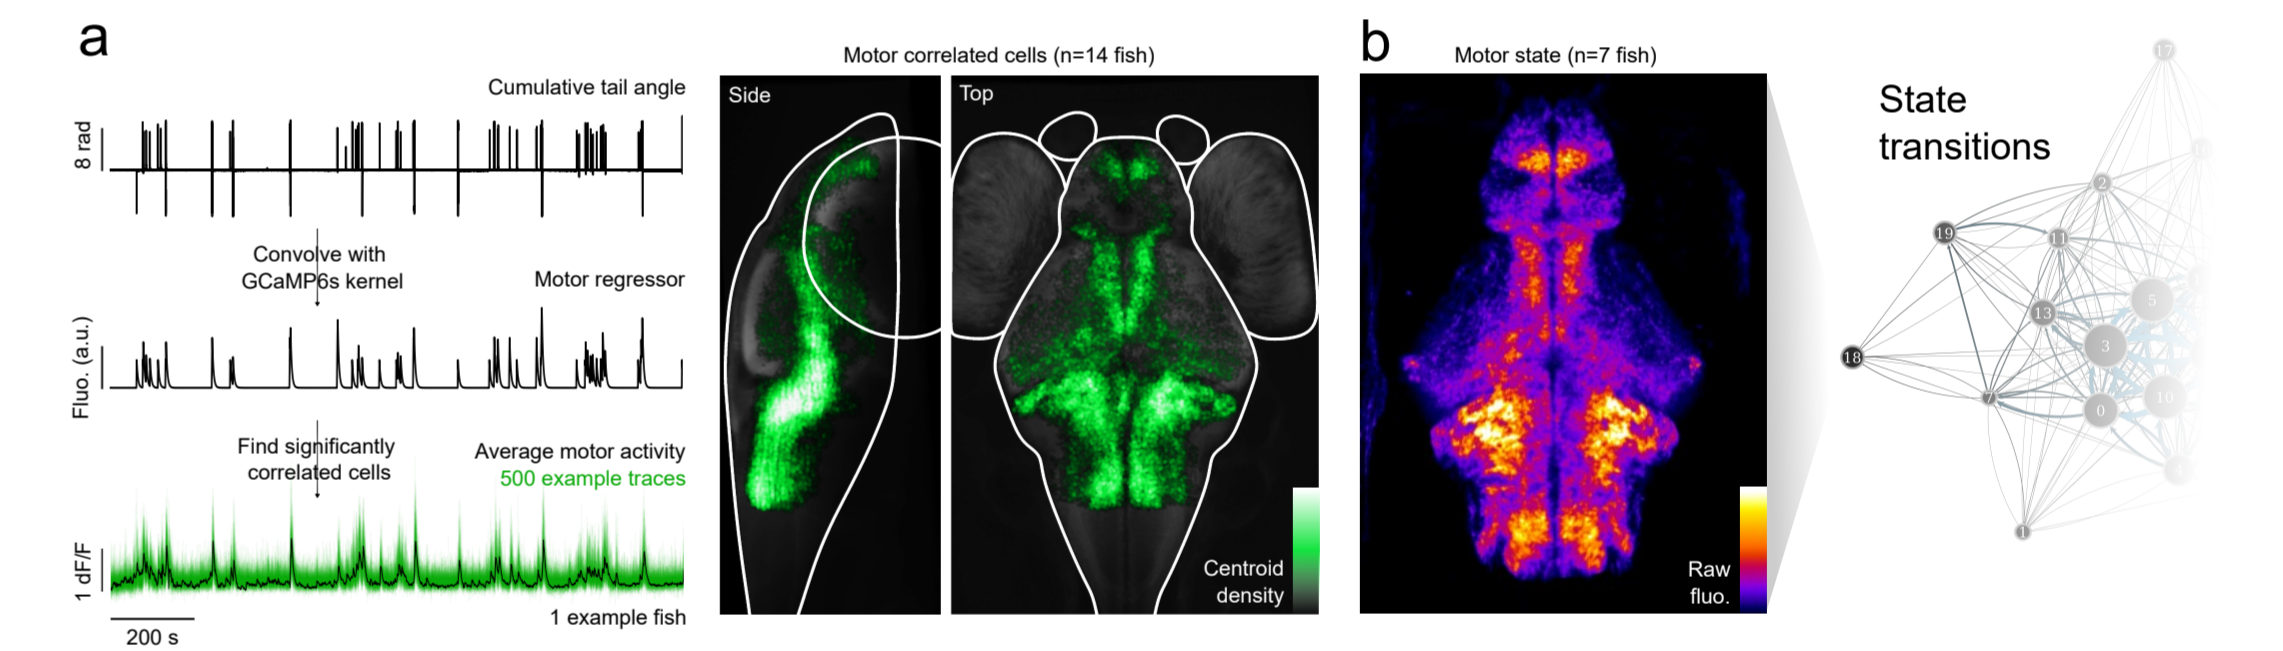 a
Cumulative tail angle
8 rad
Convolve with
GCaMP6s kernel
Motor regressor
Fluo. (a.u.)
Find significantly
correlated cells
Average motor activity
500 example traces
1 dF/F
200 s
1 example fish
Motor correlated cells (n=14 fish)
Side
Top
Centroid
density
b
Motor state (n=7 fish)
Raw
fluo.
State
transitions
17
2
19
11
5
13
3
18
7
0
10
4
1